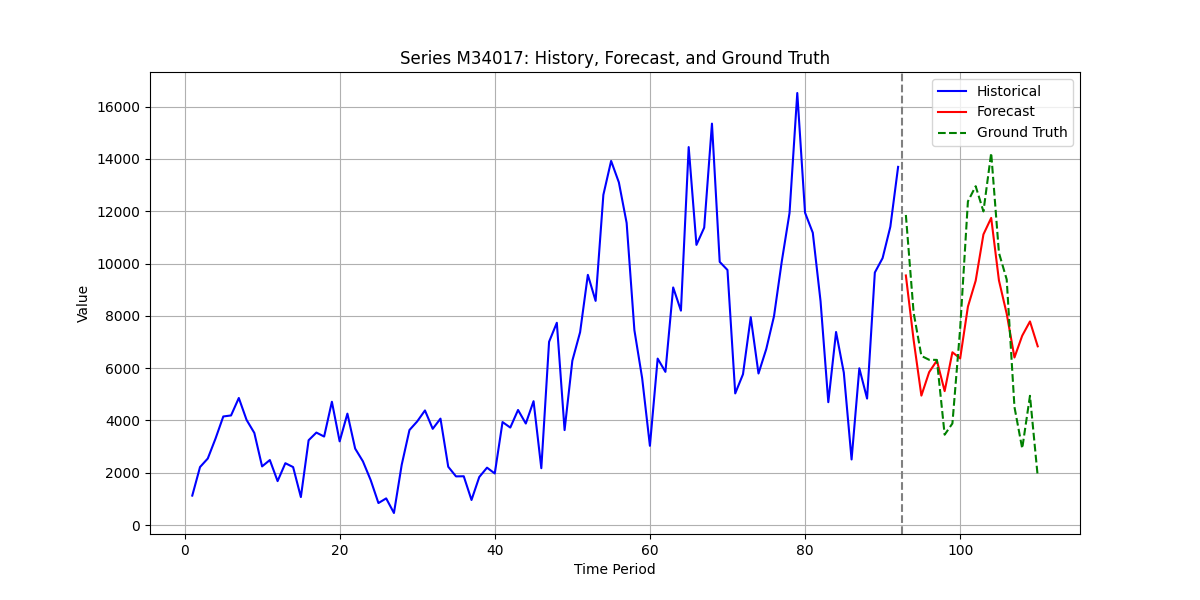 Series M34017: History, Forecast, and Ground Truth
Historical
Forecast
Ground Truth
16000
14000
12000
10000
8000
6000
4000
2000
0
Value
0 20 40 60 80 100
Time Period